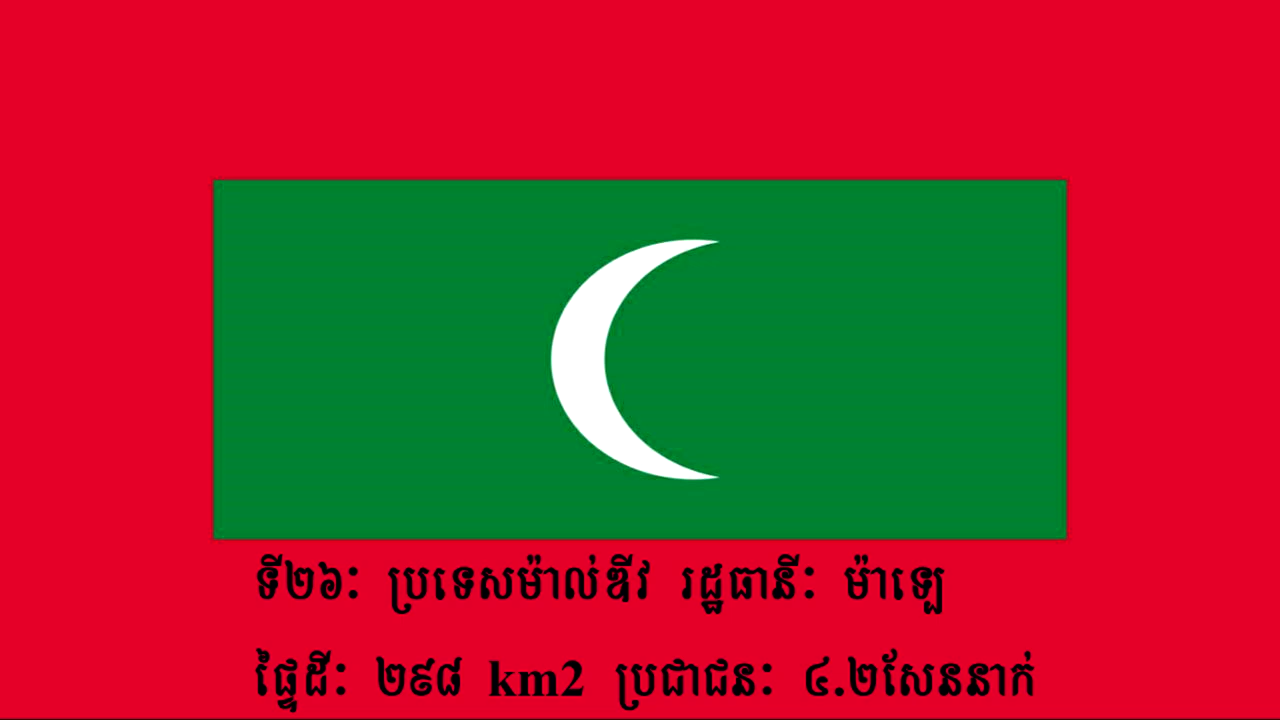 ទី២៦: ប្រទេសម៉ាល់ឌីវ រដ្ឋធានី: ម៉ាឡេ
ផ្ទៃដី: ២៩៨ km2 ប្រជាជន: ៤.២សែននាក់